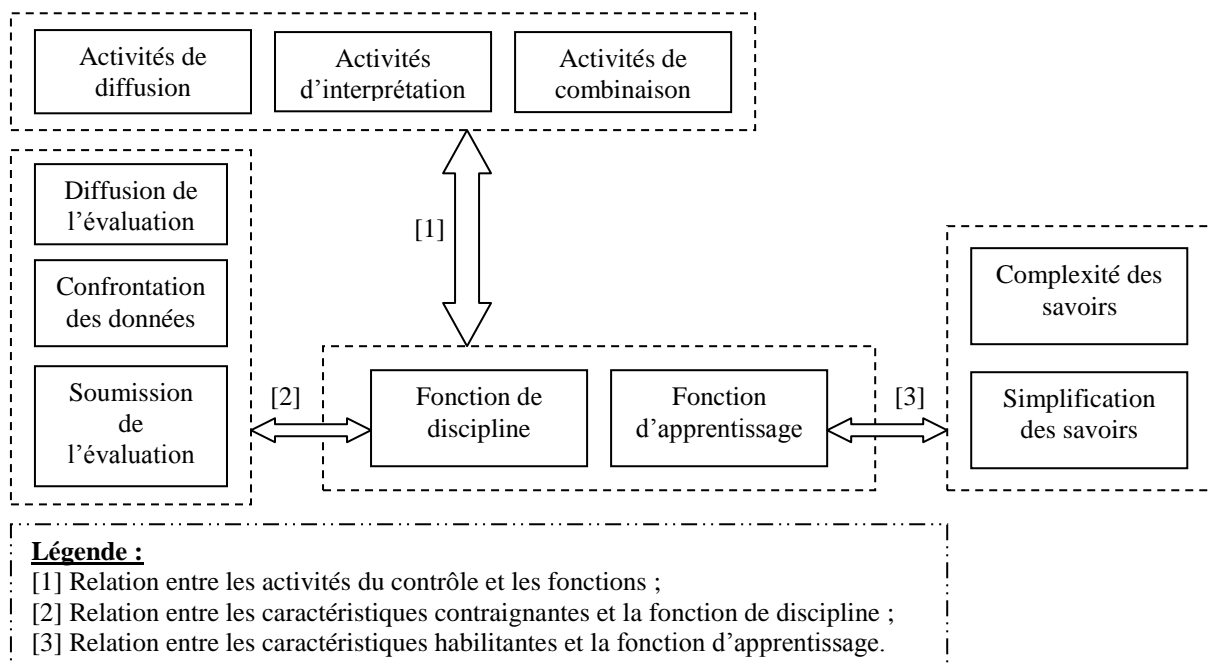 Activités de
diffusion
Activités
d'interprétation
Activités de
combinaison
Diffusion de
l'évaluation
Confrontation
des données
Soumission
de
l'évaluation
[1]
[2]
Fonction de
discipline
Fonction
d'apprentissage
[3]
Complexité des
savoirs
Simplification
des savoirs
Légende :
[1] Relation entre les activités du contrôle et les fonctions ;
[2] Relation entre les caractéristiques contraignantes et la fonction de discipline ;
[3] Relation entre les caractéristiques habilitantes et la fonction d'apprentissage.